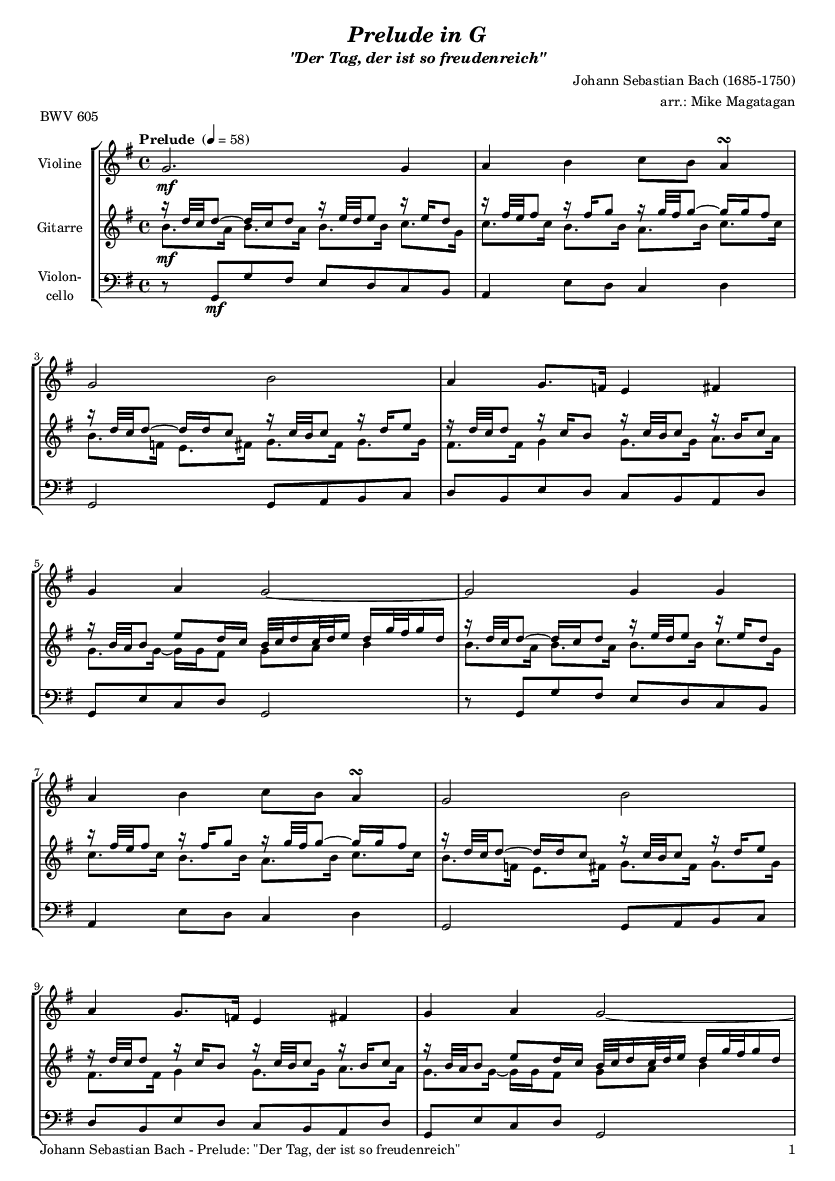 Prelude in G
"Der Tag, der ist so freudenreich"
Johann Sebastian Bach (1685-1750)
arr.: Mike Magatagan
BWV 605
Prelude (♩ = 58)
Violine
mf
Gitarre
mf
Violon-
cello
mf
3
5
7
9
Johann Sebastian Bach - Prelude: "Der Tag, der ist so freudenreich" 1